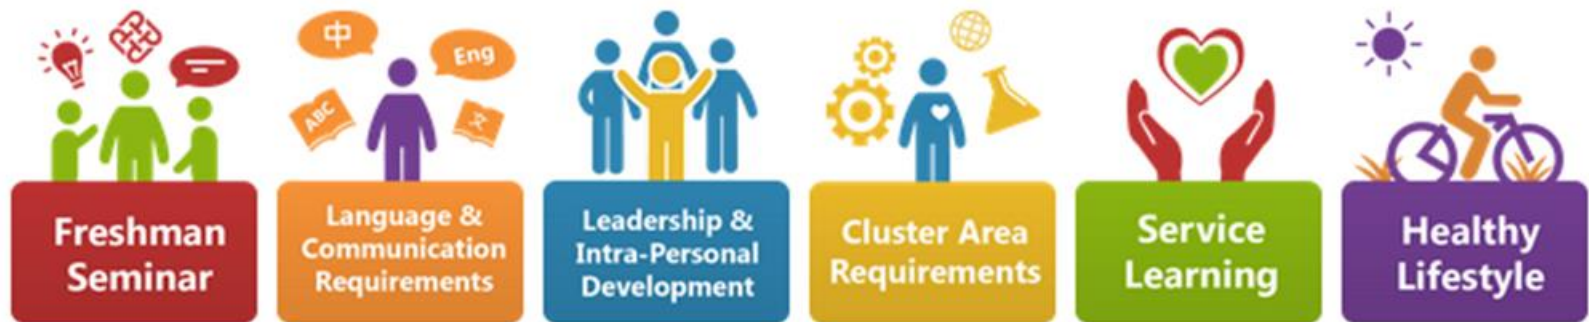 中
Eng
ABC
文
Freshman
Seminar
Language &
Communication
Requirements
Leadership &
Intra-Personal
Development
Cluster Area
Requirements
Service
Learning
Healthy
Lifestyle